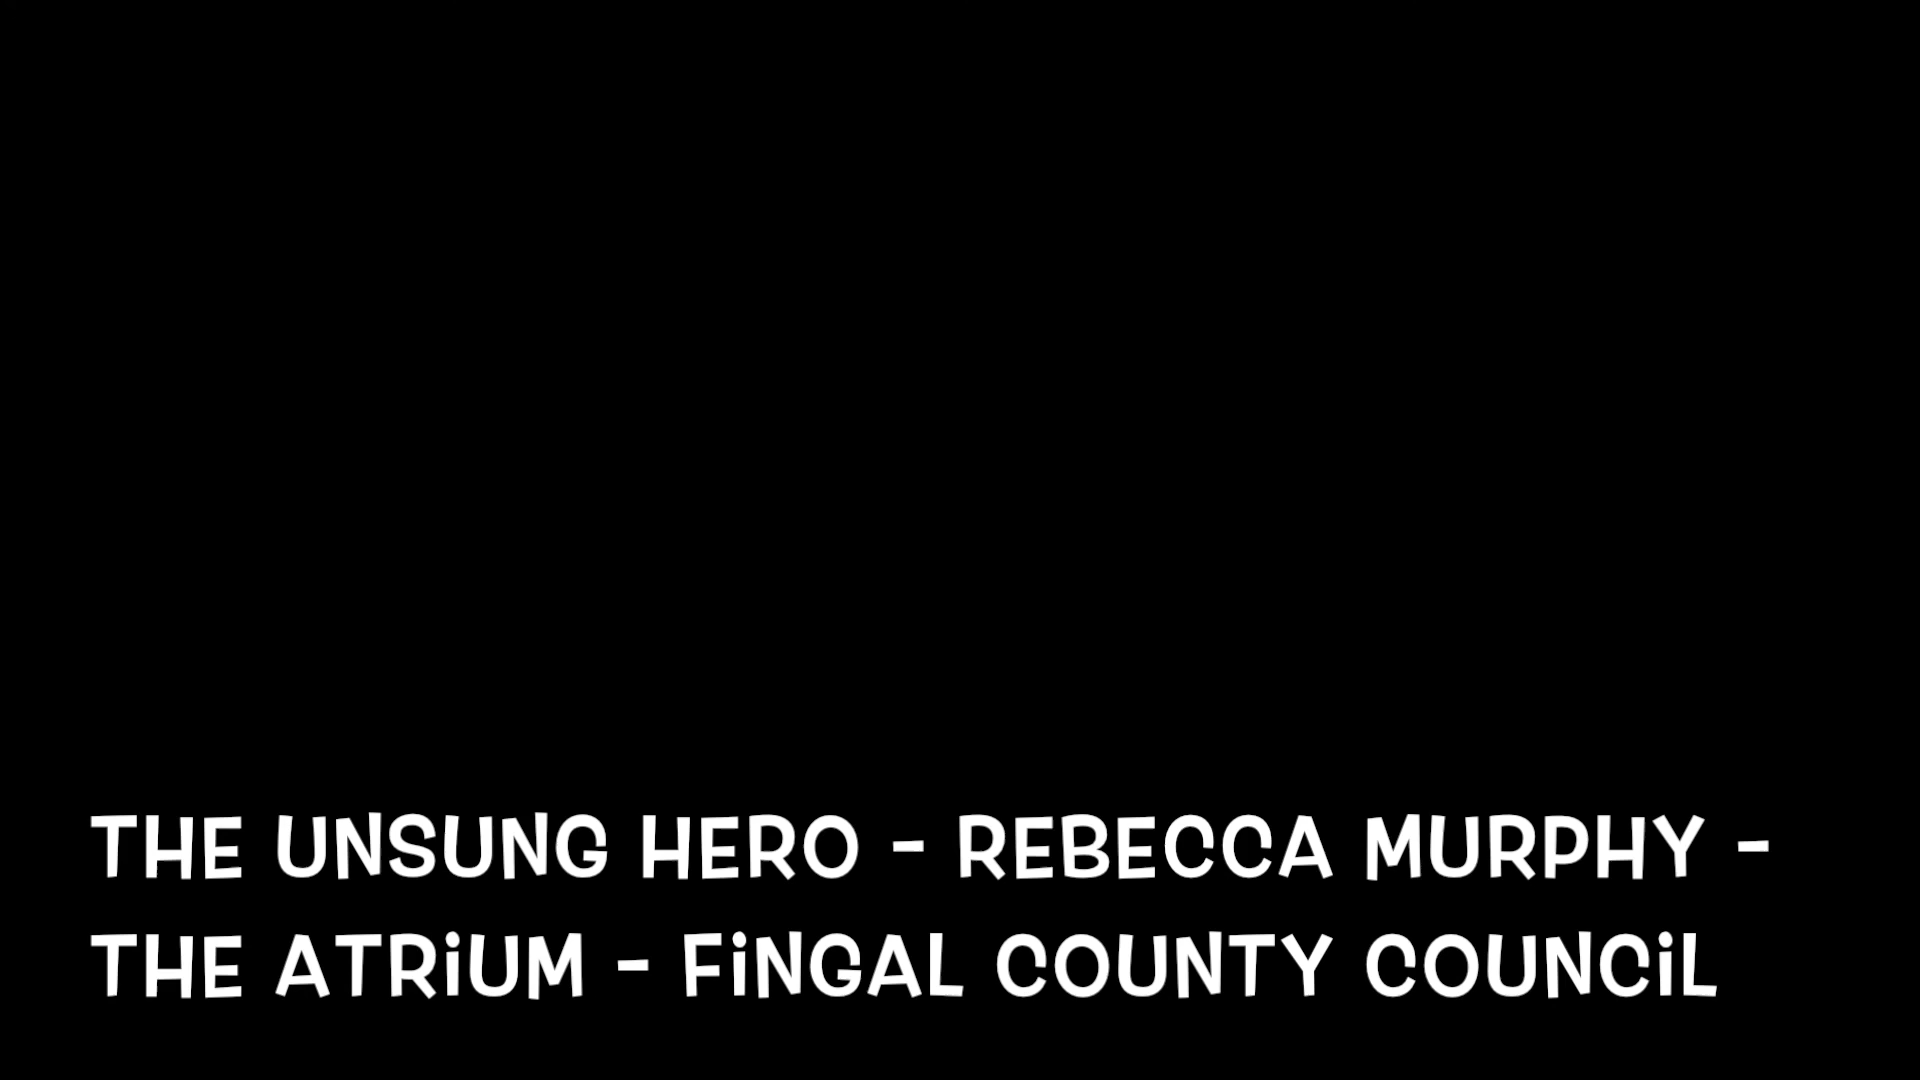 THE UNSUNG HERO - REBECCA MURPHY -
THE ATRiUM - FiNGAL COUNTY COUNCiL